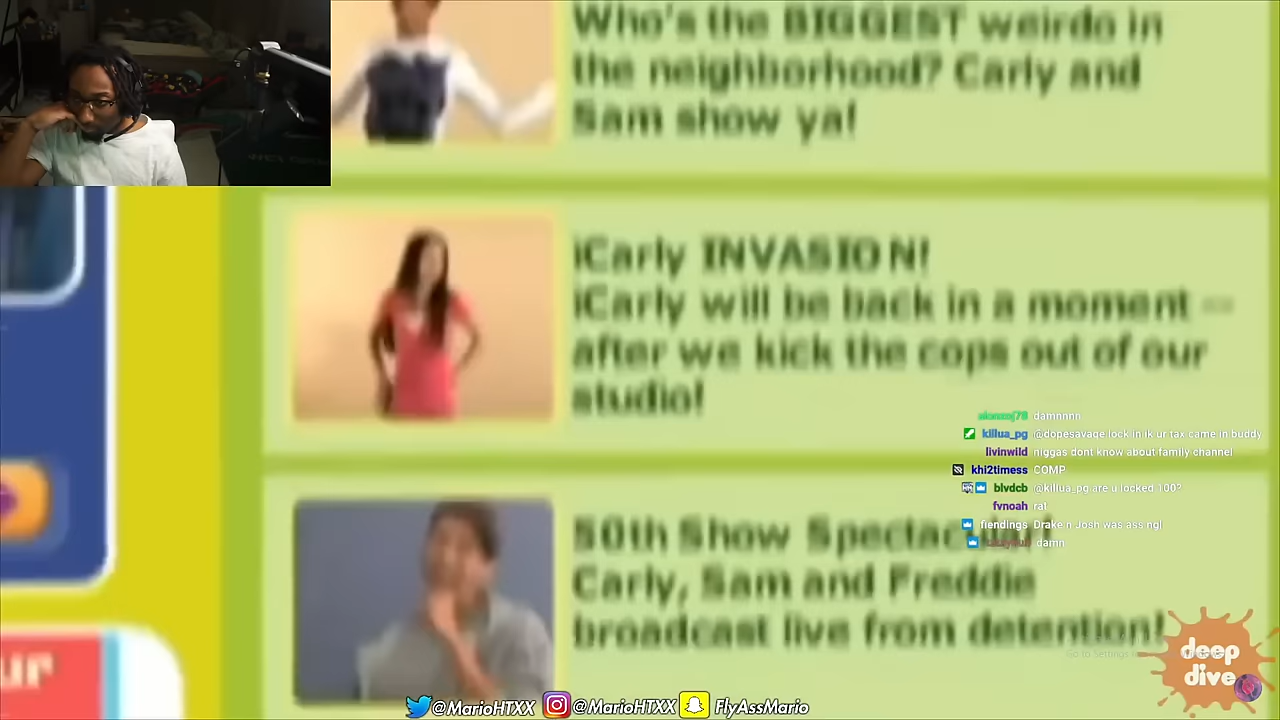 Who's the BIGGEST weirdo in
the neighborhood? Carly and
Sam show ya!
iCarly INVASION!
iCarly will be back in a moment --
after we kick the cops out of our
studio!
50th Show
Carly, Sam and Freddie
broadcast live from detention!
damnnnn
killua_pg @dopesavage lock in ik ur tax came in buddy
livinwild niggas dont know about family channel
khi2timess COMP
blvdcb @killua_pg are u locked 100?
fvnoah rat
fiendings Drake n Josh was ass ngl
damn
ur
deep
dive
@MarioHTXX @MarioHTXX FlyAssMario